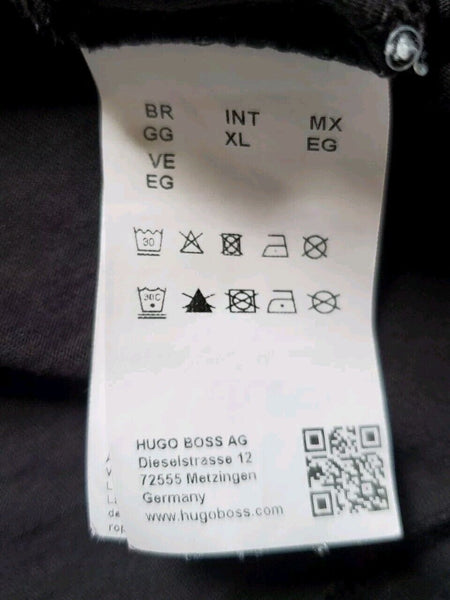 BR
GG
VE
EG
INT
XL
MX
EG
30
30C
HUGO BOSS AG
Dieselstrasse 12
72555 Metzingen
Germany
www.hugoboss.com